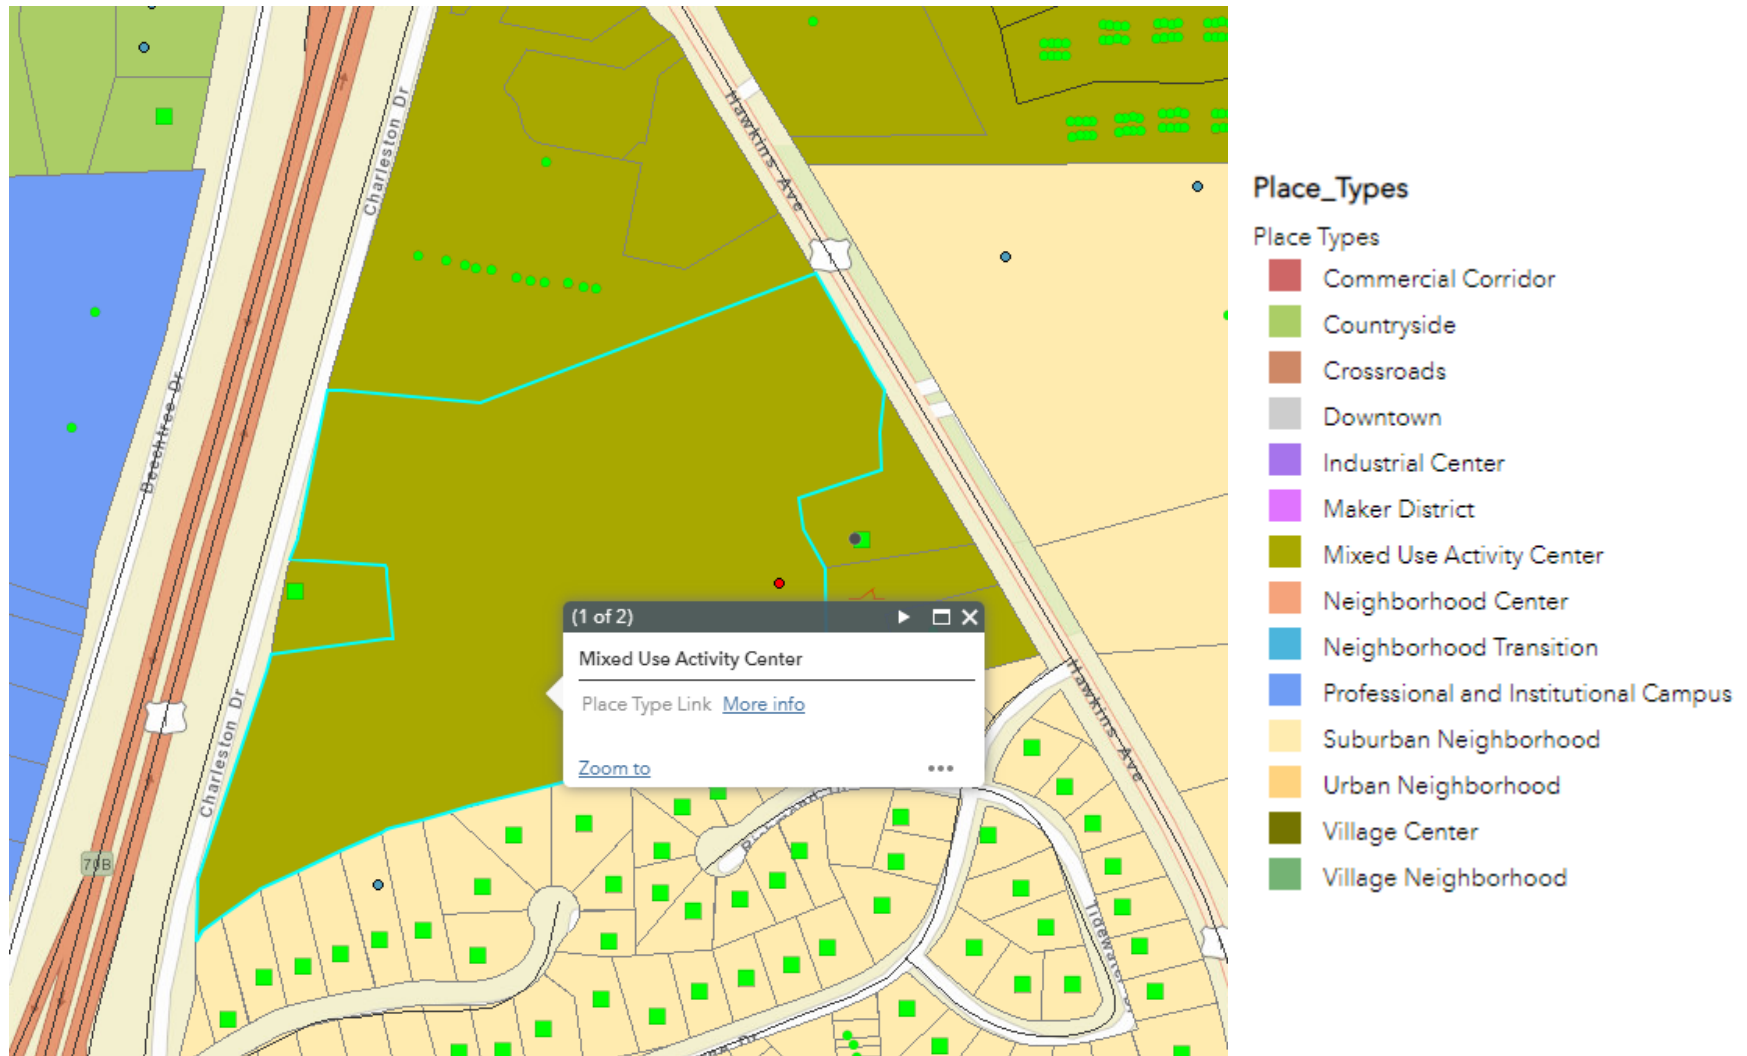 Charleston Dr
Hawkins Ave
Beechtree Dr
(1 of 2)
Mixed Use Activity Center
Place Type Link More info
Zoom to
Charleston Dr
Hawkins Ave
70B
Tidewater
Dr
Place_Types
Place Types
Commercial Corridor
Countryside
Crossroads
Downtown
Industrial Center
Maker District
Mixed Use Activity Center
Neighborhood Center
Neighborhood Transition
Professional and Institutional Campus
Suburban Neighborhood
Urban Neighborhood
Village Center
Village Neighborhood